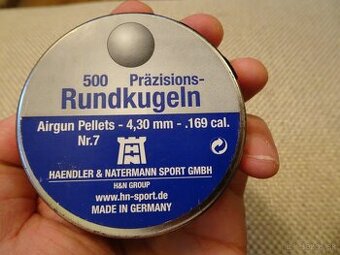 500 Präzisions-
Rundkugeln
Airgun Pellets - 4,30 mm - .169 cal.
Nr.7
HAENDLER & NATERMANN SPORT GMBH
H&N GROUP
www.hn-sport.de
MADE IN GERMANY